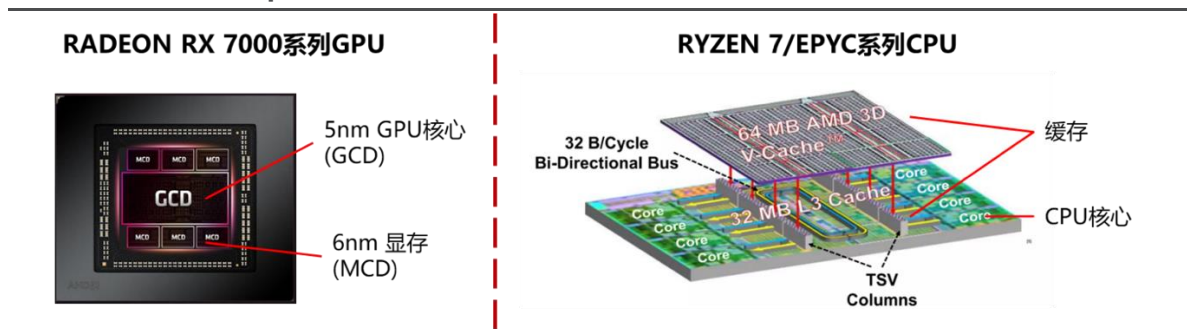 RADEON RX 7000系列GPU
MCD MCD MCD
GCD
MCD MCD MCD
5nm GPU核心
(GCD)
6nm 显存
(MCD)
RYZEN 7/EPYC系列CPU
64 MB AMD 3D
V-Cache™
32 B/Cycle
Bi-Directional Bus
32 MB L3 Cache
Core
Core
Core
Core
Core
Core
Core
Core
TSV
Columns
缓存
CPU核心